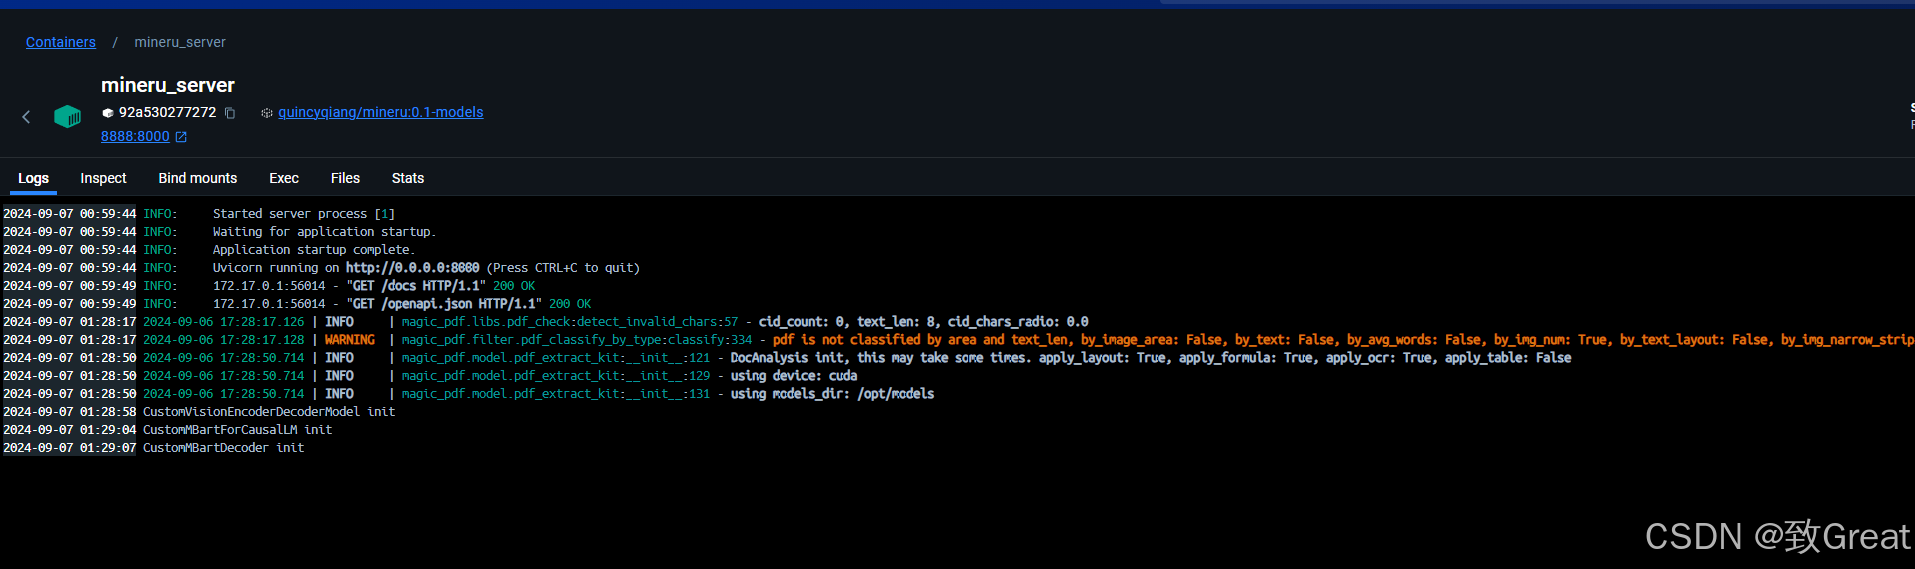 Containers / mineru_server
mineru_server
92a530277272 quincyqiang/mineru:0.1-models
8888:8000
Logs Inspect Bind mounts Exec Files Stats
2024-09-07 00:59:44 INFO: Started server process [1]
2024-09-07 00:59:44 INFO: Waiting for application startup.
2024-09-07 00:59:44 INFO: Application startup complete.
2024-09-07 00:59:44 INFO: Uvicorn running on http://0.0.0.0:8000 (Press CTRL+C to quit)
2024-09-07 00:59:49 INFO: 172.17.0.1:56014 - "GET /docs HTTP/1.1" 200 OK
2024-09-07 00:59:49 INFO: 172.17.0.1:56014 - "GET /openapi.json HTTP/1.1" 200 OK
2024-09-07 01:28:17 2024-09-06 17:28:17.126 | INFO | magic_pdf.libs.pdf_check:detect_invalid_chars:57 - cid_count: 0, text_len: 8, cid_chars_radio: 0.0
2024-09-07 01:28:17 2024-09-06 17:28:17.128 | WARNING | magic_pdf.filter.pdf_classify_by_type:classify:334 - pdf is not classified by area and text_len, by_image_area: False, by_text: False, by_avg_words: False, by_img_num: True, by_text_layout: False, by_img_narrow_strip
2024-09-07 01:28:50 2024-09-06 17:28:50.714 | INFO | magic_pdf.model.pdf_extract_kit:__init__:121 - DocAnalysis init, this may take some times. apply_layout: True, apply_formula: True, apply_ocr: True, apply_table: False
2024-09-07 01:28:50 2024-09-06 17:28:50.714 | INFO | magic_pdf.model.pdf_extract_kit:__init__:129 - using device: cuda
2024-09-07 01:28:50 2024-09-06 17:28:50.714 | INFO | magic_pdf.model.pdf_extract_kit:__init__:131 - using models_dir: /opt/models
2024-09-07 01:28:58 CustomVisionEncoderDecoderModel init
2024-09-07 01:29:04 CustomMBartForCausalLM init
2024-09-07 01:29:07 CustomMBartDecoder init
CSDN @致Great